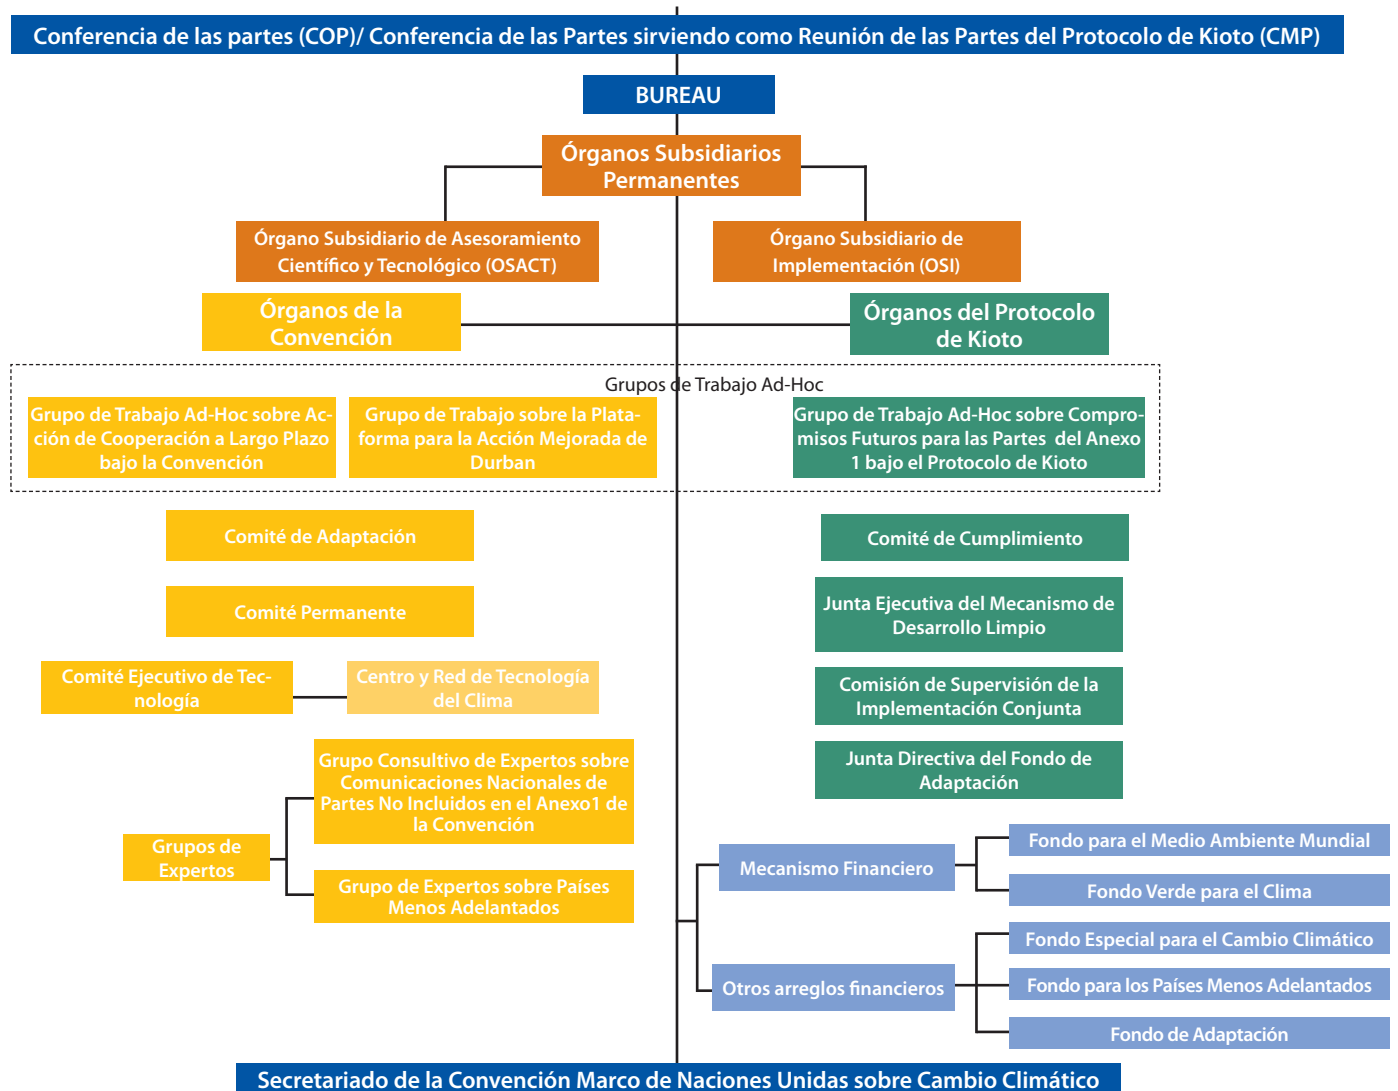 Conferencia de las partes (COP)/ Conferencia de las Partes sirviendo como Reunión de las Partes del Protocolo de Kioto (CMP)
BUREAU
Órganos Subsidiarios
Permanentes
Órgano Subsidiario de Asesoramiento
Científico y Tecnológico (OSACT)
Órgano Subsidiario de
Implementación (OSI)
Órganos de la
Convención
Órganos del Protocolo
de Kioto
Grupos de Trabajo Ad-Hoc
Grupo de Trabajo Ad-Hoc sobre Ac-
ción de Cooperación a Largo Plazo
bajo la Convención
Grupo de Trabajo sobre la Plata-
forma para la Acción Mejorada de
Durban
Grupo de Trabajo Ad-Hoc sobre Compro-
misos Futuros para las Partes del Anexo
1 bajo el Protocolo de Kioto
Comité de Adaptación
Comité Permanente
Comité Ejecutivo de Tec-
nología
Centro y Red de Tecnología
del Clima
Grupos de
Expertos
Grupo Consultivo de Expertos sobre
Comunicaciones Nacionales de
Partes No Incluidos en el Anexo1 de
la Convención
Grupo de Expertos sobre Países
Menos Adelantados
Comité de Cumplimiento
Junta Ejecutiva del Mecanismo de
Desarrollo Limpio
Comisión de Supervisión de la
Implementación Conjunta
Junta Directiva del Fondo de
Adaptación
Mecanismo Financiero
Fondo para el Medio Ambiente Mundial
Fondo Verde para el Clima
Otros arreglos financieros
Fondo Especial para el Cambio Climático
Fondo para los Países Menos Adelantados
Fondo de Adaptación
Secretariado de la Convención Marco de Naciones Unidas sobre Cambio Climático